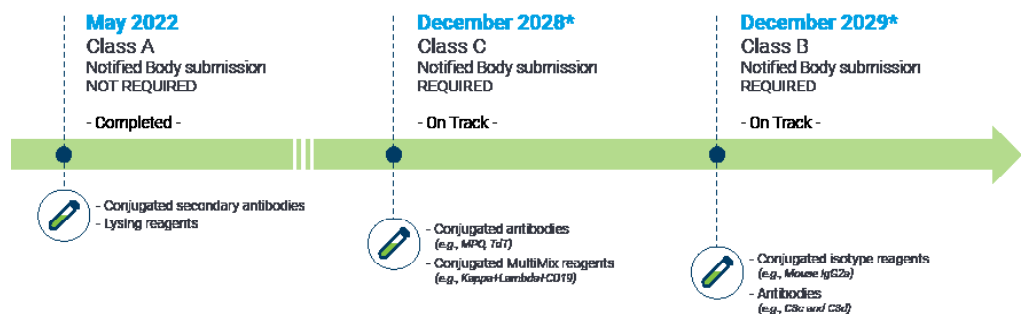 May 2022
Class A
Notified Body submission
NOT REQUIRED
- Completed -
- Conjugated secondary antibodies
- Lysing reagents
December 2028*
Class C
Notified Body submission
REQUIRED
- On Track -
- Conjugated antibodies
(e.g., MPO, TdT)
- Conjugated MultiMix reagents
(e.g., Kappa+Lambda+CD19)
December 2029*
Class B
Notified Body submission
REQUIRED
- On Track -
- Conjugated isotype reagents
(e.g., Mouse IgG2a)
- Antibodies
(e.g., C3c and C3d)